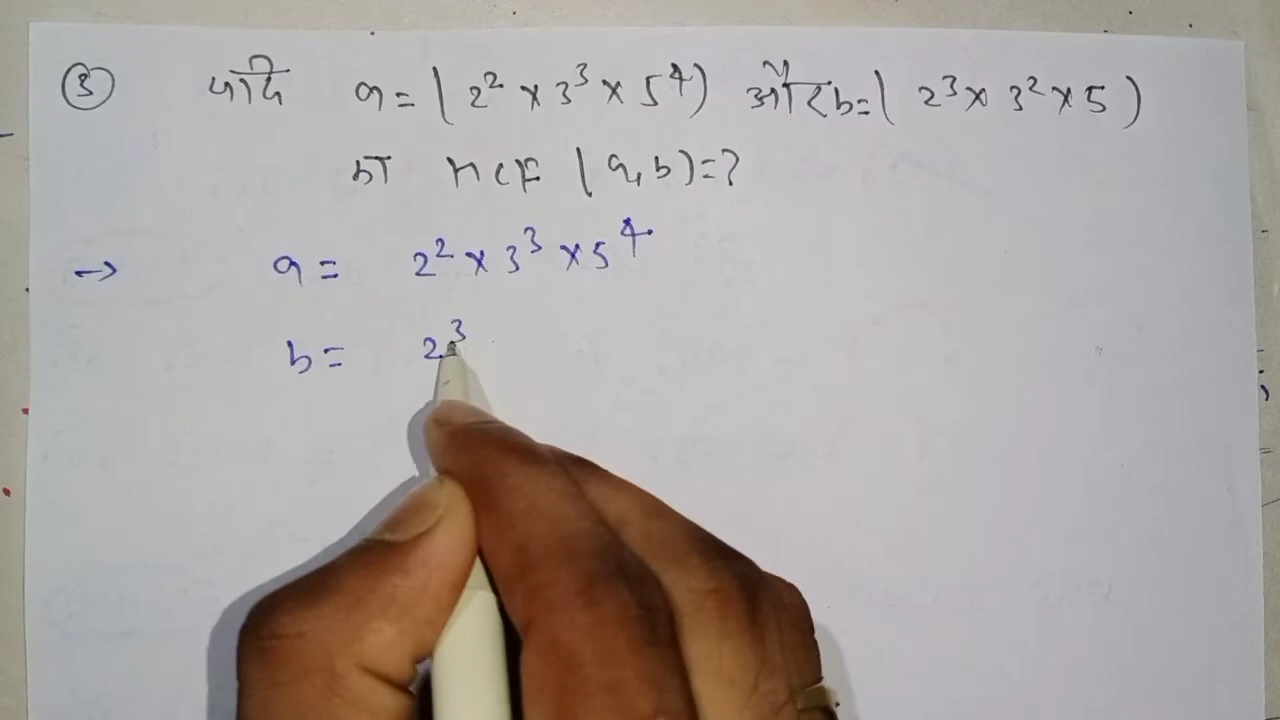 ③ यदि a = ( 2² × 3³ × 5⁴ ) और b = ( 2³ × 3² × 5 )
का HCF ( a, b ) = ?
→ a = 2² × 3³ × 5⁴
b = 2³